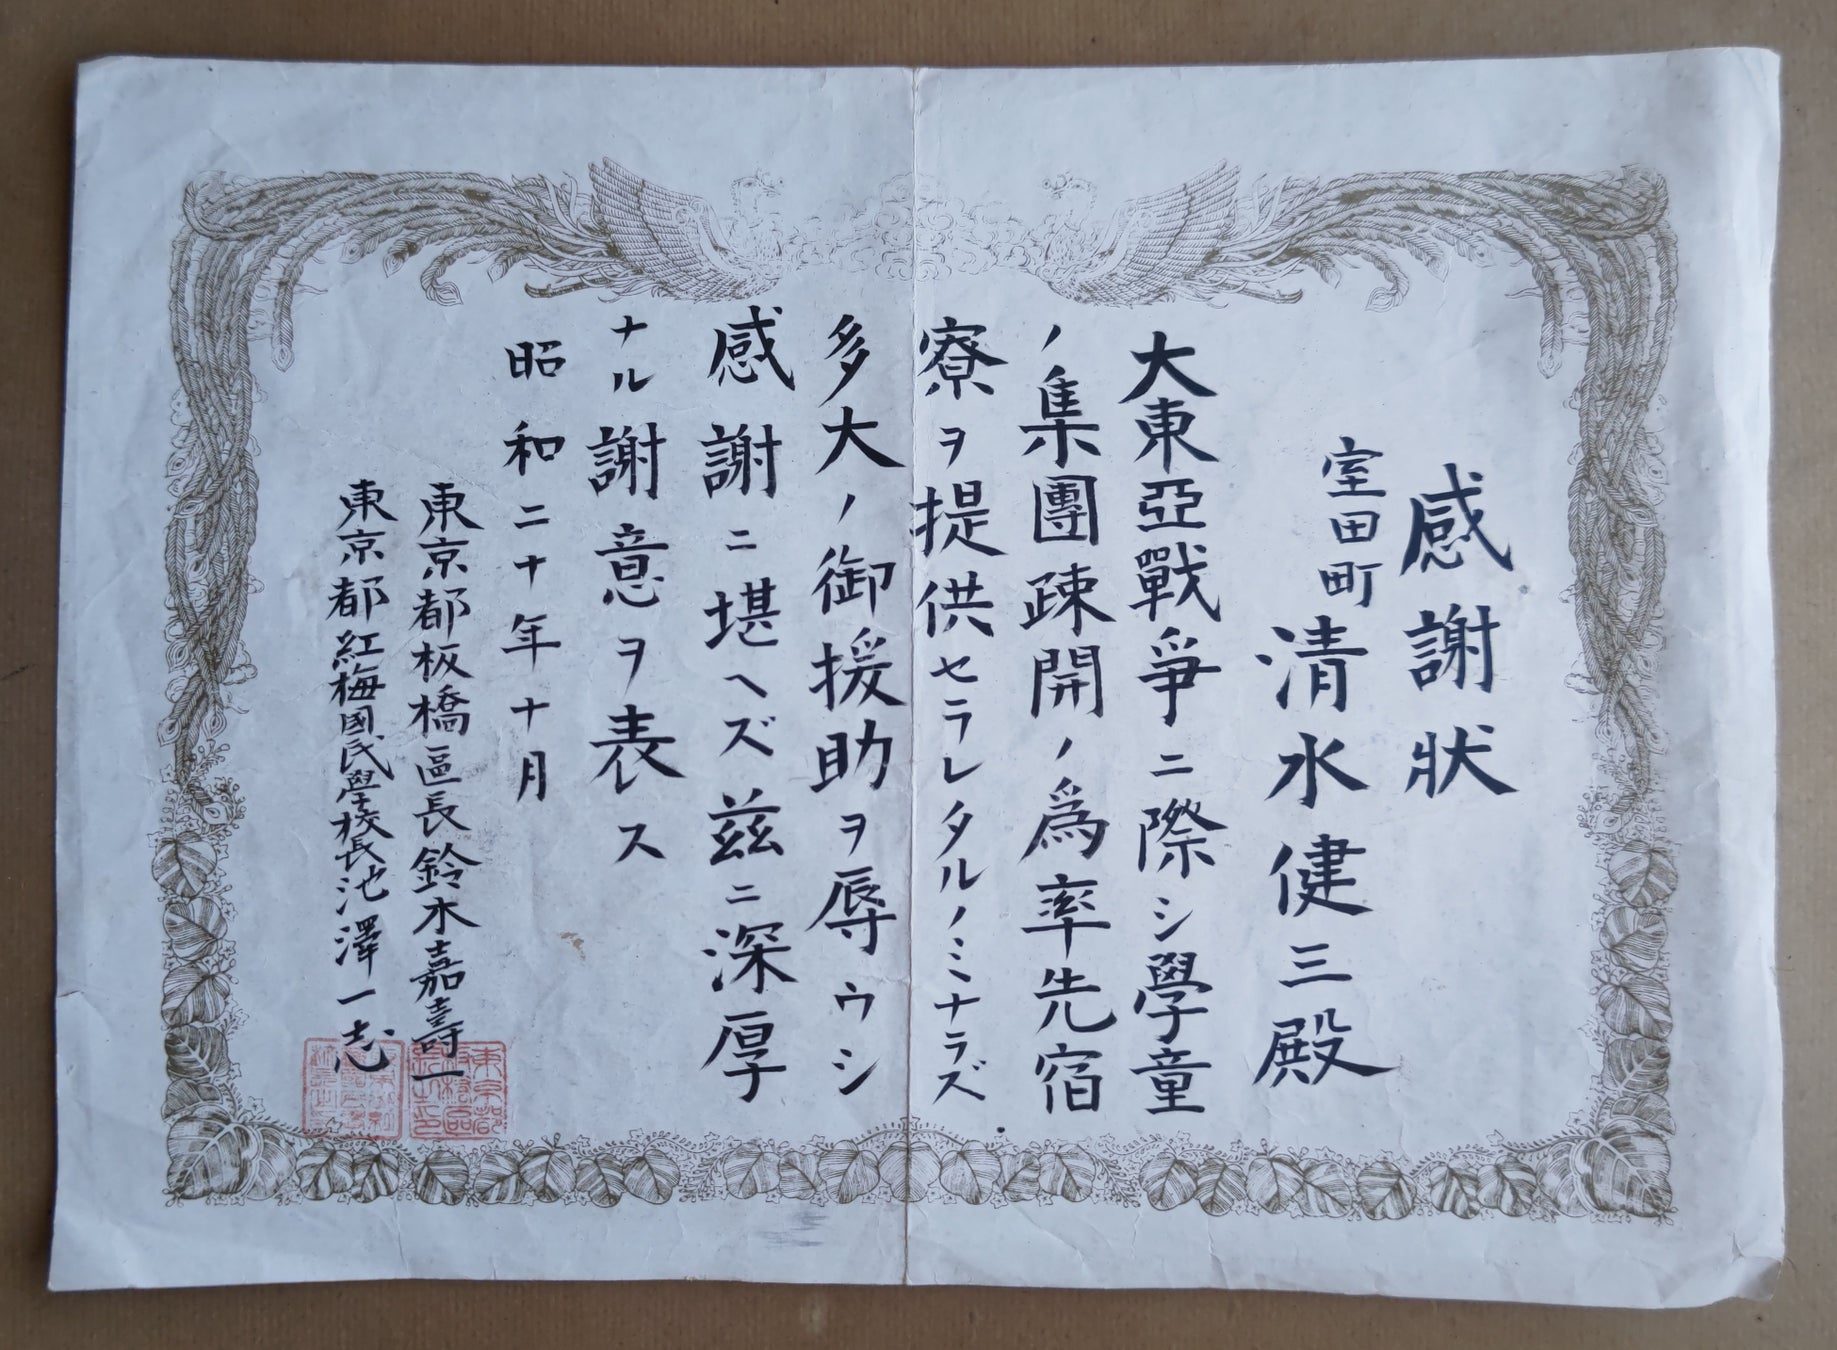 感謝状
室田町
清水健三殿
大東亞戰爭ニ際シ學童
ノ集團疎開ノ爲率先宿
寮ヲ提供セラレタルノミナラズ
多大ノ御援助ヲ辱ウシ
感謝ニ堪ヘズ茲ニ深厚
ナル謝意ヲ表ス
昭和二十年十月
東京都板橋區長鈴木嘉壽一
東京都紅梅國民學校長池澤一志